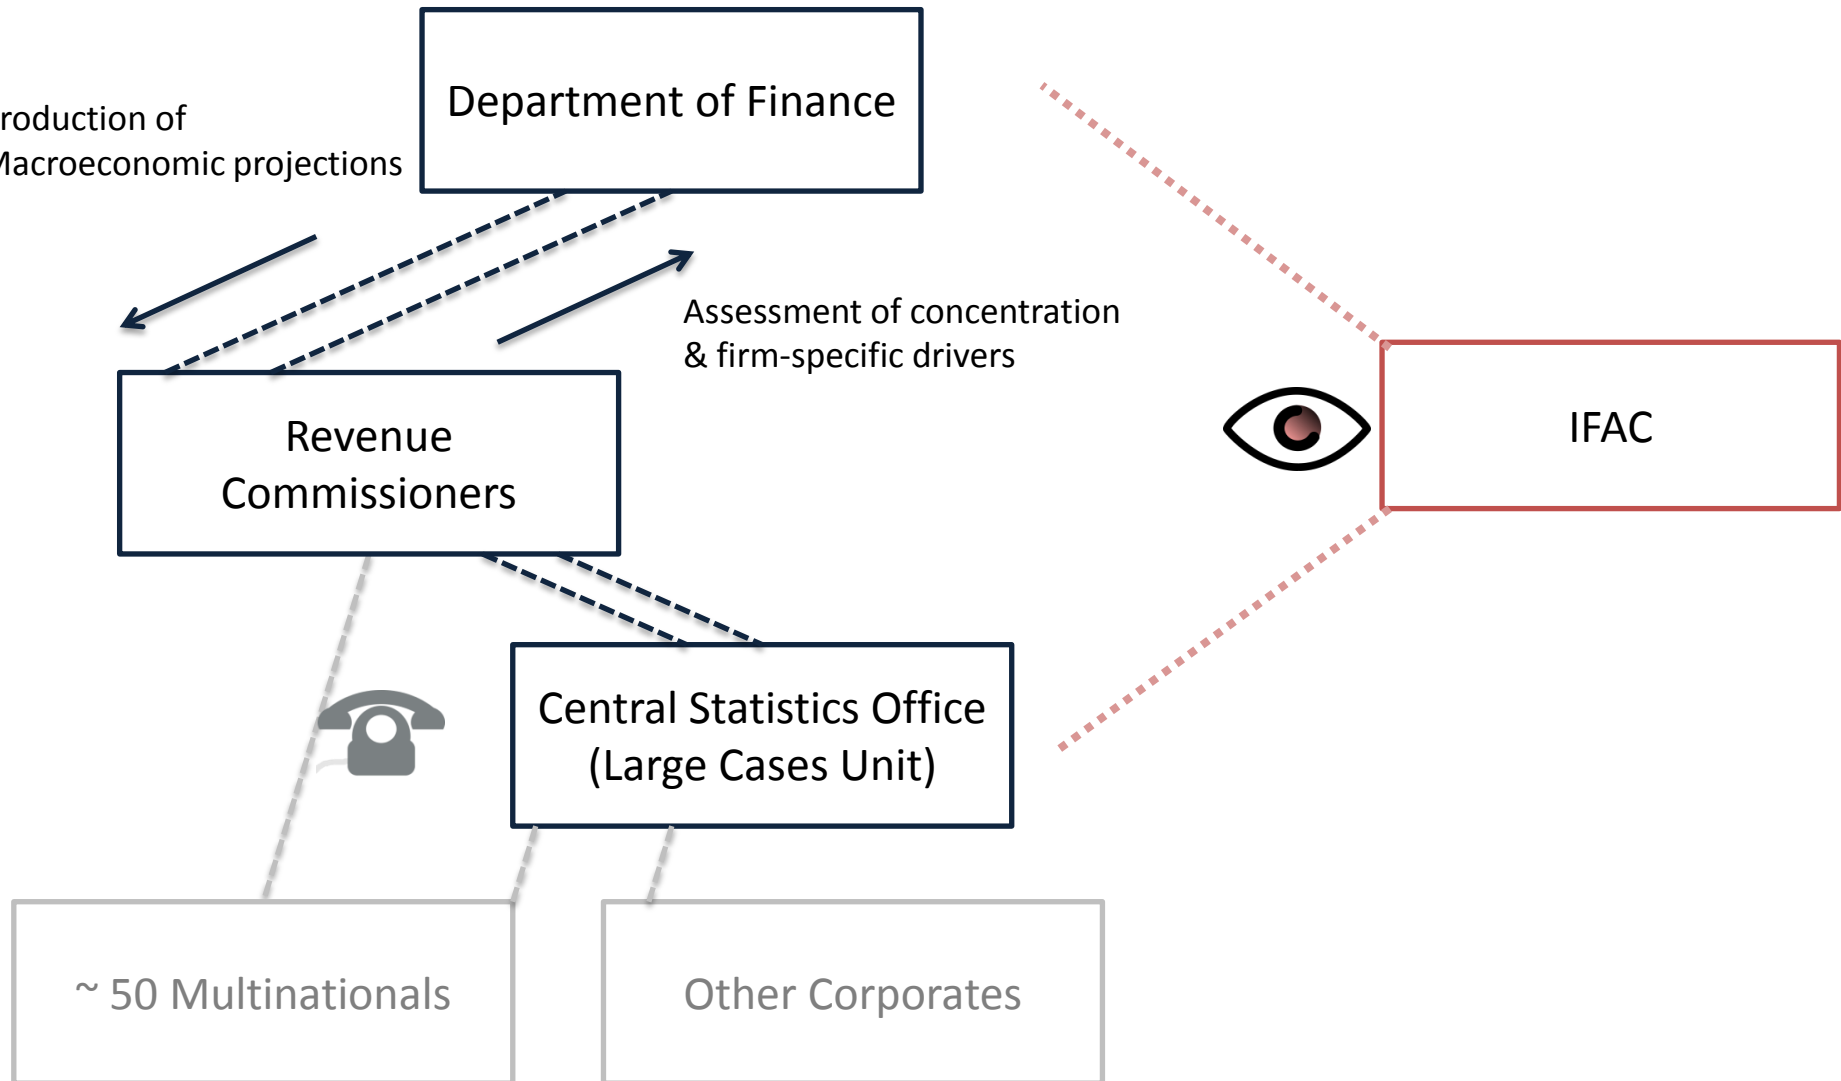 Department of Finance
roduction of
Macroeconomic projections
Assessment of concentration
& firm-specific drivers
Revenue
Commissioners
IFAC
Central Statistics Office
(Large Cases Unit)
~ 50 Multinationals
Other Corporates